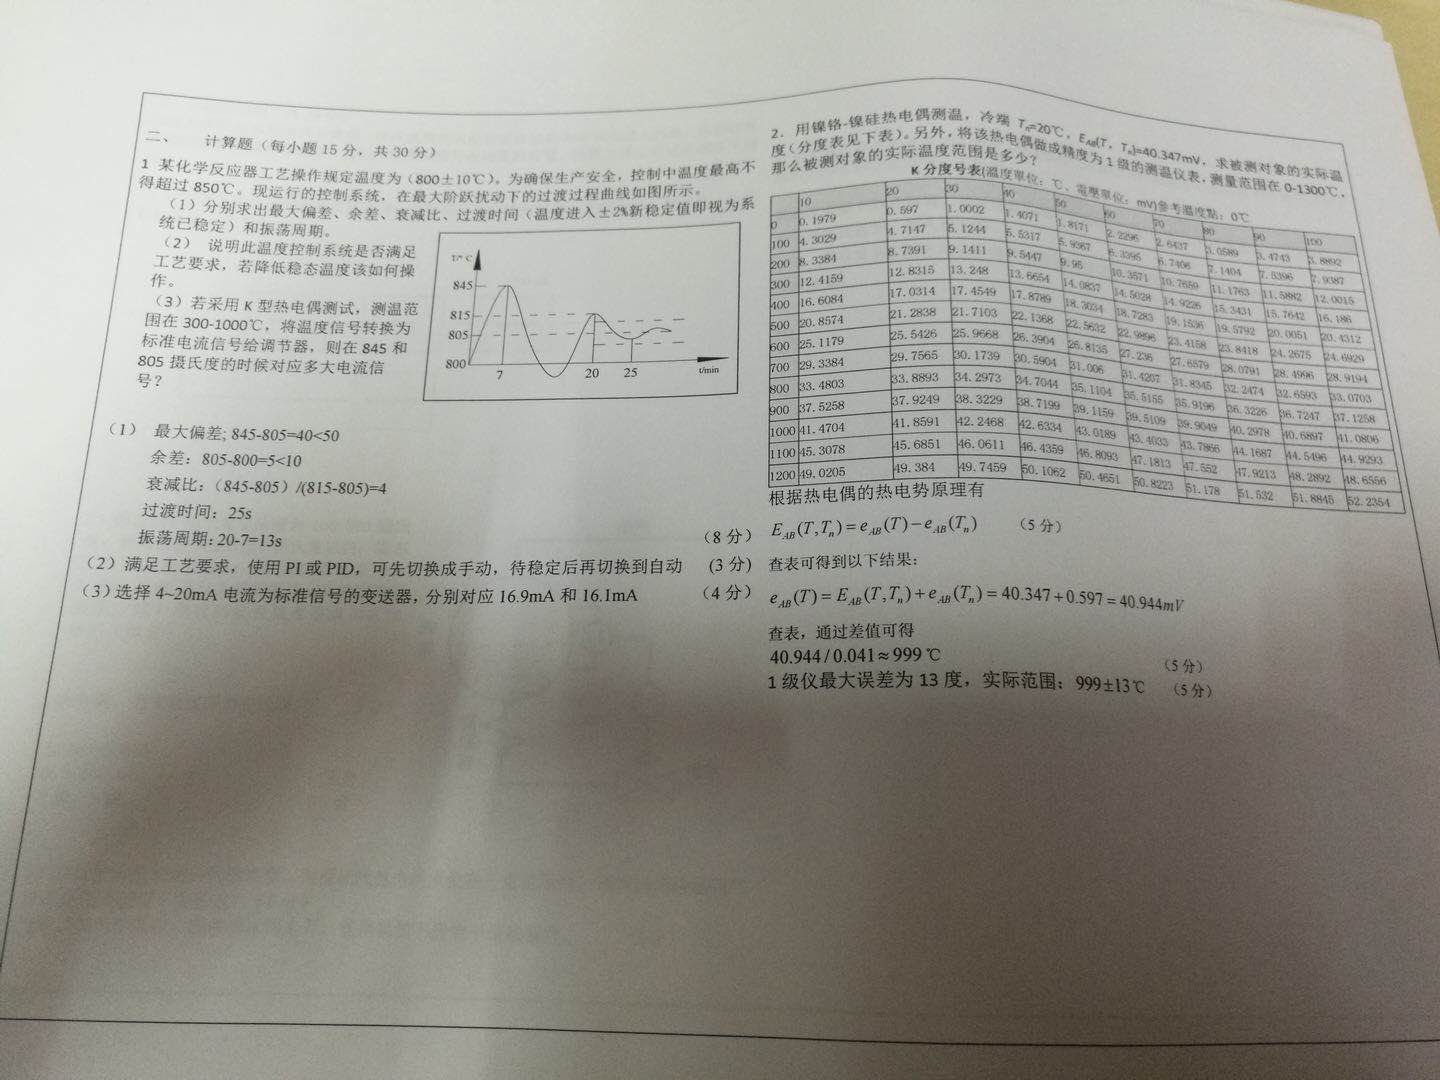 二、 计算题（每小题 15 分，共 30 分）
1 某化学反应器工艺操作规定温度为（800±10℃）。为确保生产安全，控制中温度最高不
得超过 850℃。现运行的控制系统，在最大阶跃扰动下的过渡过程曲线如图所示。
（1）分别求出最大偏差、余差、衰减比、过渡时间（温度进入±2%新稳定值即视为系
统已稳定）和振荡周期。
（2） 说明此温度控制系统是否满足
工艺要求，若降低稳态温度该如何操
作。
（3）若采用 K 型热电偶测试，测温范
围在 300-1000℃，将温度信号转换为
标准电流信号给调节器，则在 845 和
805 摄氏度的时候对应多大电流信
号？
T/°C
845
815
805
800
7 20 25 t/min
（1） 最大偏差; 845-805=40<50
余差：805-800=5<10
衰减比：（845-805）/(815-805)=4
过渡时间：25s
振荡周期: 20-7=13s （8 分）
（2）满足工艺要求，使用 PI 或 PID，可先切换成手动，待稳定后再切换到自动 （3 分）
（3）选择 4~20mA 电流为标准信号的变送器，分别对应 16.9mA 和 16.1mA （4 分）
2．用镍铬-镍硅热电偶测温，冷端 Tn=20℃，EAB(T，Tn)=40.347mV，求被测对象的实际温
度（分度表见下表）。另外，将该热电偶做成精度为 1 级的测温仪表，测量范围在 0-1300℃，
那么被测对象的实际温度范围是多少？
K 分度号表(温度單位：℃、電壓單位：mV)参考温度點：0℃
10 20 30 40 50 60 70 80 90 100
0 0.1979 0.597 1.0002 1.4071 1.8171 2.2296 2.6437 3.0589 3.4743 3.8892
100 4.3029 4.7147 5.1244 5.5317 5.9367 6.3395 6.7406 7.1404 7.5396 7.9387
200 8.3384 8.7391 9.1411 9.5447 9.95 10.3571 10.7659 11.1763 11.5882 12.0015
300 12.4159 12.8315 13.248 13.6654 14.0837 14.5028 14.9226 15.3431 15.7642 16.186
400 16.6084 17.0314 17.4549 17.8789 18.3034 18.7283 19.1536 19.5792 20.0051 20.4312
500 20.8574 21.2838 21.7103 22.1368 22.5632 22.9896 23.4158 23.8418 24.2675 24.6929
600 25.1179 25.5426 25.9668 26.3904 26.8135 27.236 27.6579 28.0791 28.4996 28.9194
700 29.3384 29.7565 30.1739 30.5904 31.006 31.4207 31.8345 32.2474 32.6593 33.0703
800 33.4803 33.8893 34.2973 34.7044 35.1104 35.5155 35.9196 36.3226 36.7247 37.1258
900 37.5258 37.9249 38.3229 38.7199 39.1159 39.5109 39.9049 40.2978 40.6897 41.0806
1000 41.4704 41.8591 42.2468 42.6334 43.0189 43.4033 43.7866 44.1687 44.5496 44.9293
1100 45.3078 45.6851 46.0611 46.4359 46.8093 47.1813 47.552 47.9213 48.2892 48.6556
1200 49.0205 49.384 49.7459 50.1062 50.4651 50.8223 51.178 51.532 51.8845 52.2354
根据热电偶的热电势原理有
EAB(T,Tn)=eAB(T)−eAB(Tn) （5 分）
查表可得到以下结果：
eAB(T)=EAB(T,Tn)+eAB(Tn)=40.347+0.597=40.944mV
查表，通过差值可得
40.944/0.041≈999℃ （5 分）
1 级仪最大误差为 13 度，实际范围：999±13℃ （5 分）